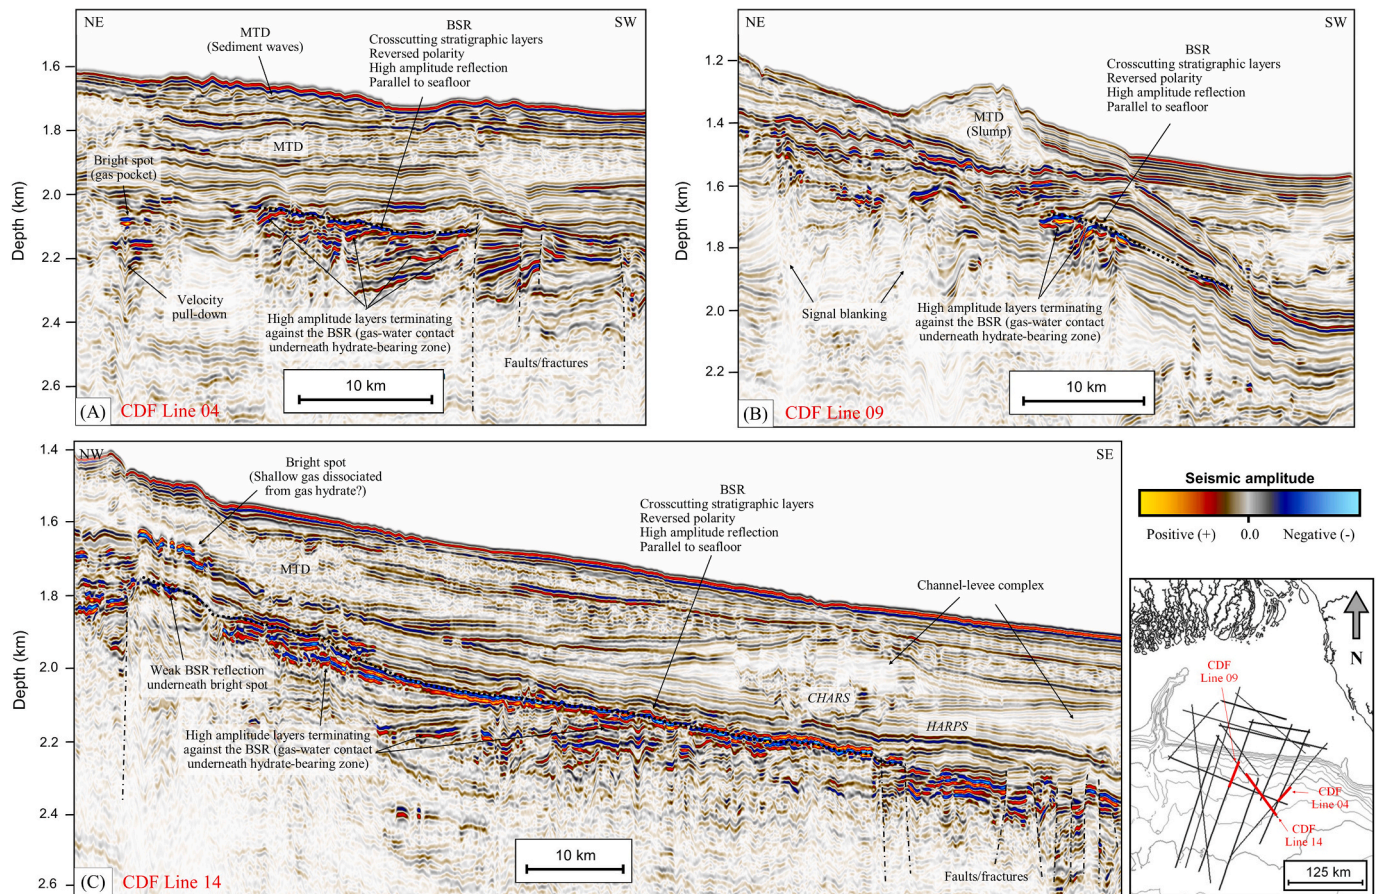 NE
SW
MTD
(Sediment waves)
BSR
Crosscutting stratigraphic layers
Reversed polarity
High amplitude reflection
Parallel to seafloor
MTD
Bright spot
(gas pocket)
Velocity
pull-down
High amplitude layers terminating
against the BSR (gas-water contact
underneath hydrate-bearing zone)
Faults/fractures
1.6
1.8
2.0
2.2
2.4
2.6
Depth (km)
10 km
(A)
CDF Line 04
NE
SW
BSR
Crosscutting stratigraphic layers
Reversed polarity
High amplitude reflection
Parallel to seafloor
MTD
(Slump)
Signal blanking
High amplitude layers terminating
against the BSR (gas-water contact
underneath hydrate-bearing zone)
1.2
1.4
1.6
1.8
2.0
2.2
Depth (km)
10 km
(B)
CDF Line 09
NW
SE
Bright spot
(Shallow gas dissociated
from gas hydrate?)
BSR
Crosscutting stratigraphic layers
Reversed polarity
High amplitude reflection
Parallel to seafloor
MTD
Channel-levee complex
Weak BSR reflection
underneath bright spot
CHARS
HARPS
High amplitude layers terminating
against the BSR (gas-water contact
underneath hydrate-bearing zone)
Faults/fractures
1.4
1.6
1.8
2.0
2.2
2.4
2.6
Depth (km)
10 km
(C)
CDF Line 14
Seismic amplitude
Positive (+)
0.0
Negative (-)
N
CDF
Line 09
CDF
Line 04
CDF
Line 14
125 km